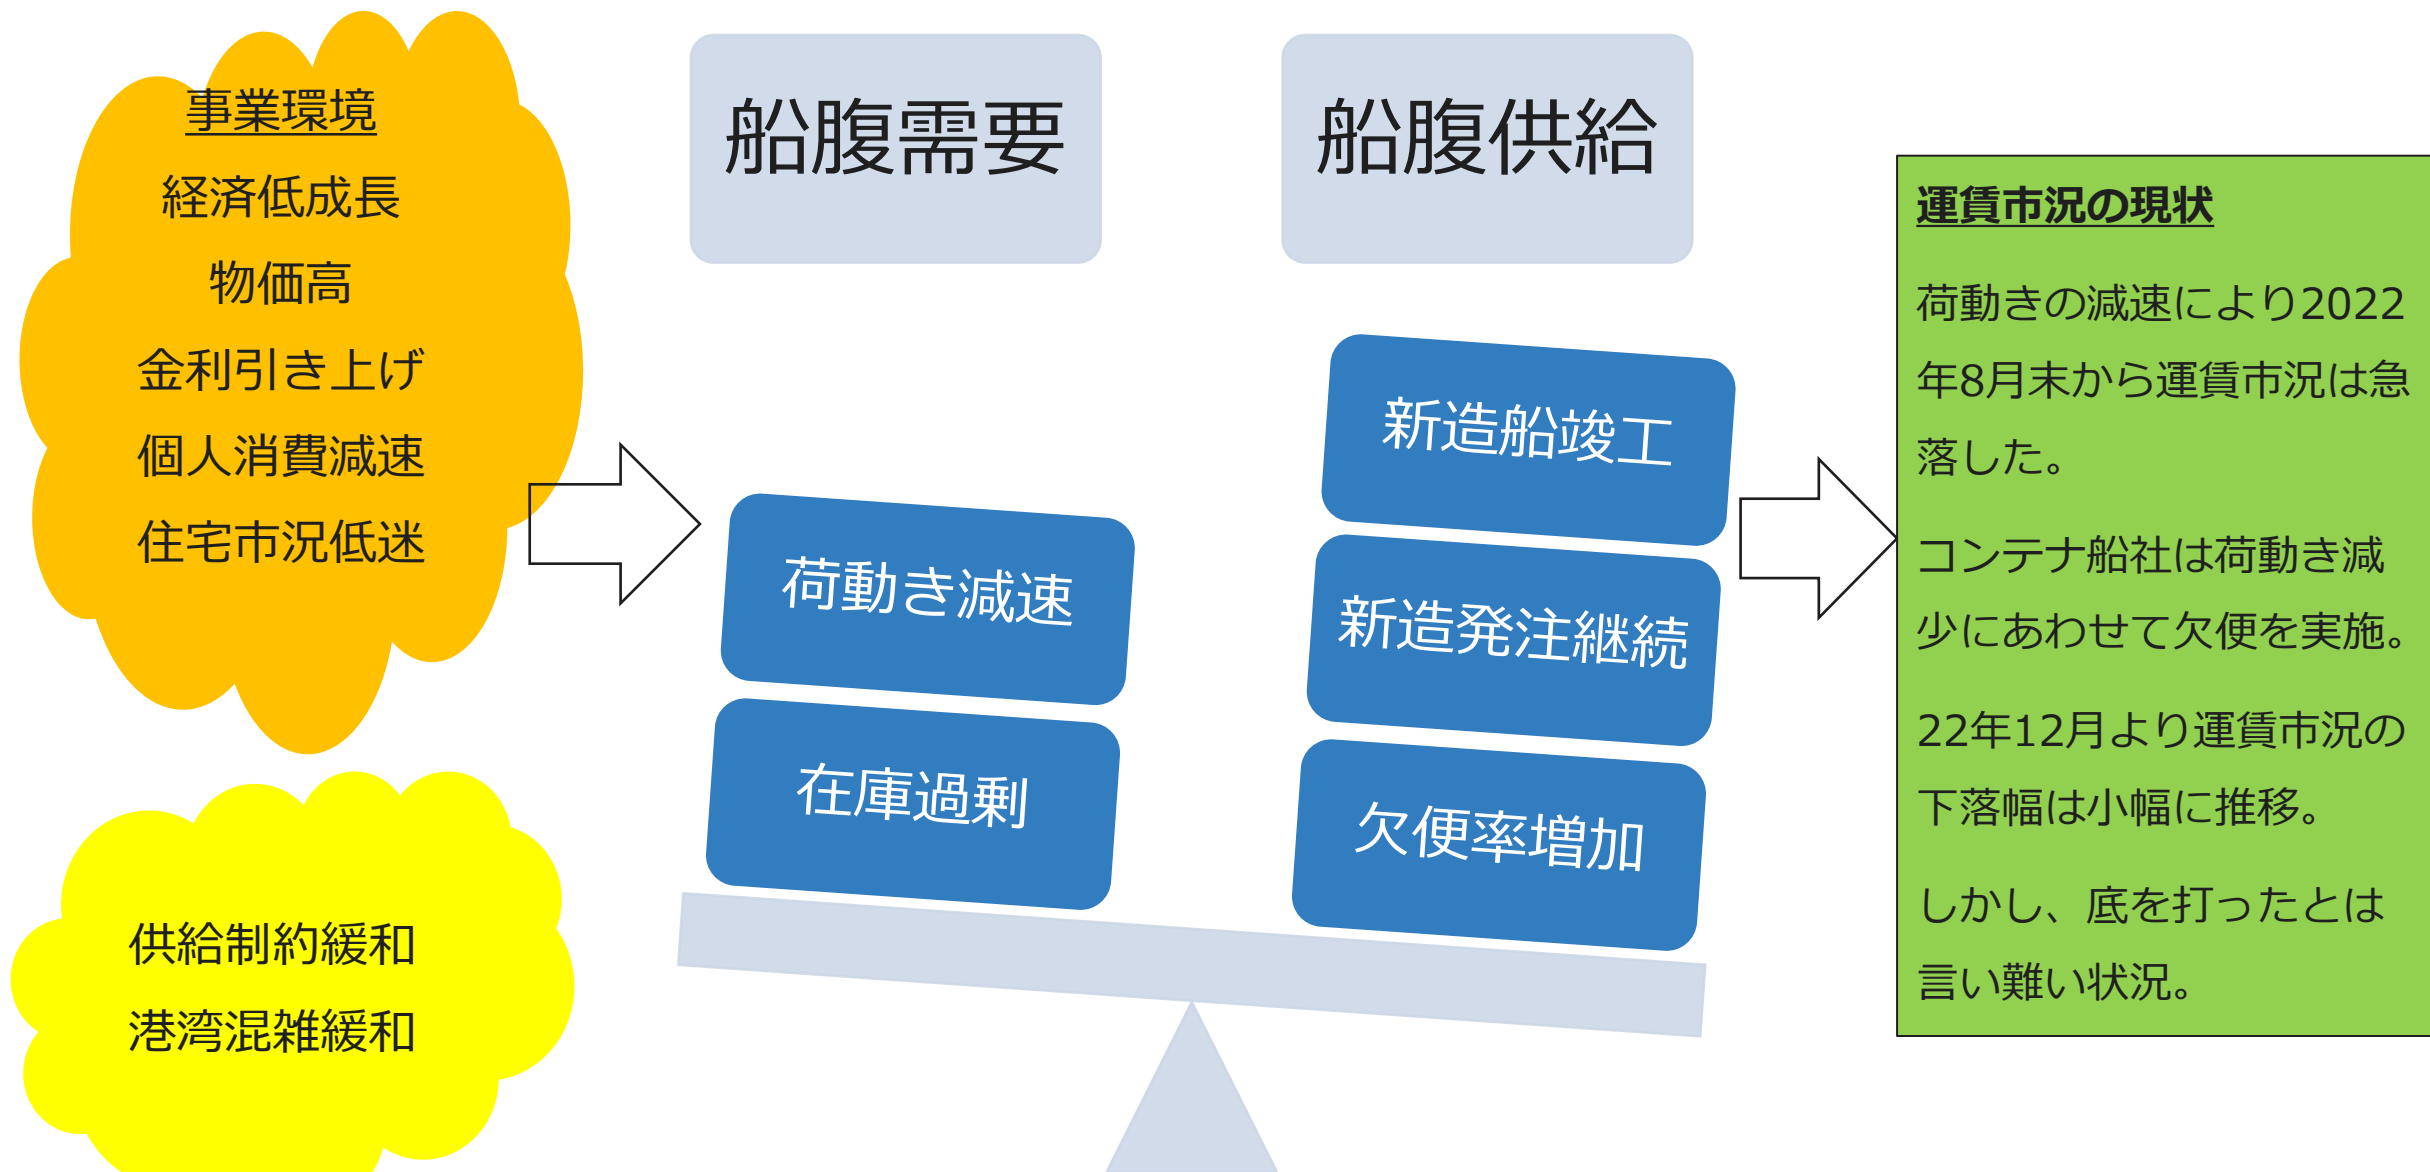 事業環境
経済低成長
物価高
金利引き上げ
個人消費減速
住宅市況低迷
供給制約緩和
港湾混雑緩和
船腹需要
荷動き減速
在庫過剰
船腹供給
新造船竣工
新造発注継続
欠便率増加
運賃市況の現状
荷動きの減速により2022
年8月末から運賃市況は急
落した。
コンテナ船社は荷動き減
少にあわせて欠便を実施。
22年12月より運賃市況の
下落幅は小幅に推移。
しかし、底を打ったとは
言い難い状況。